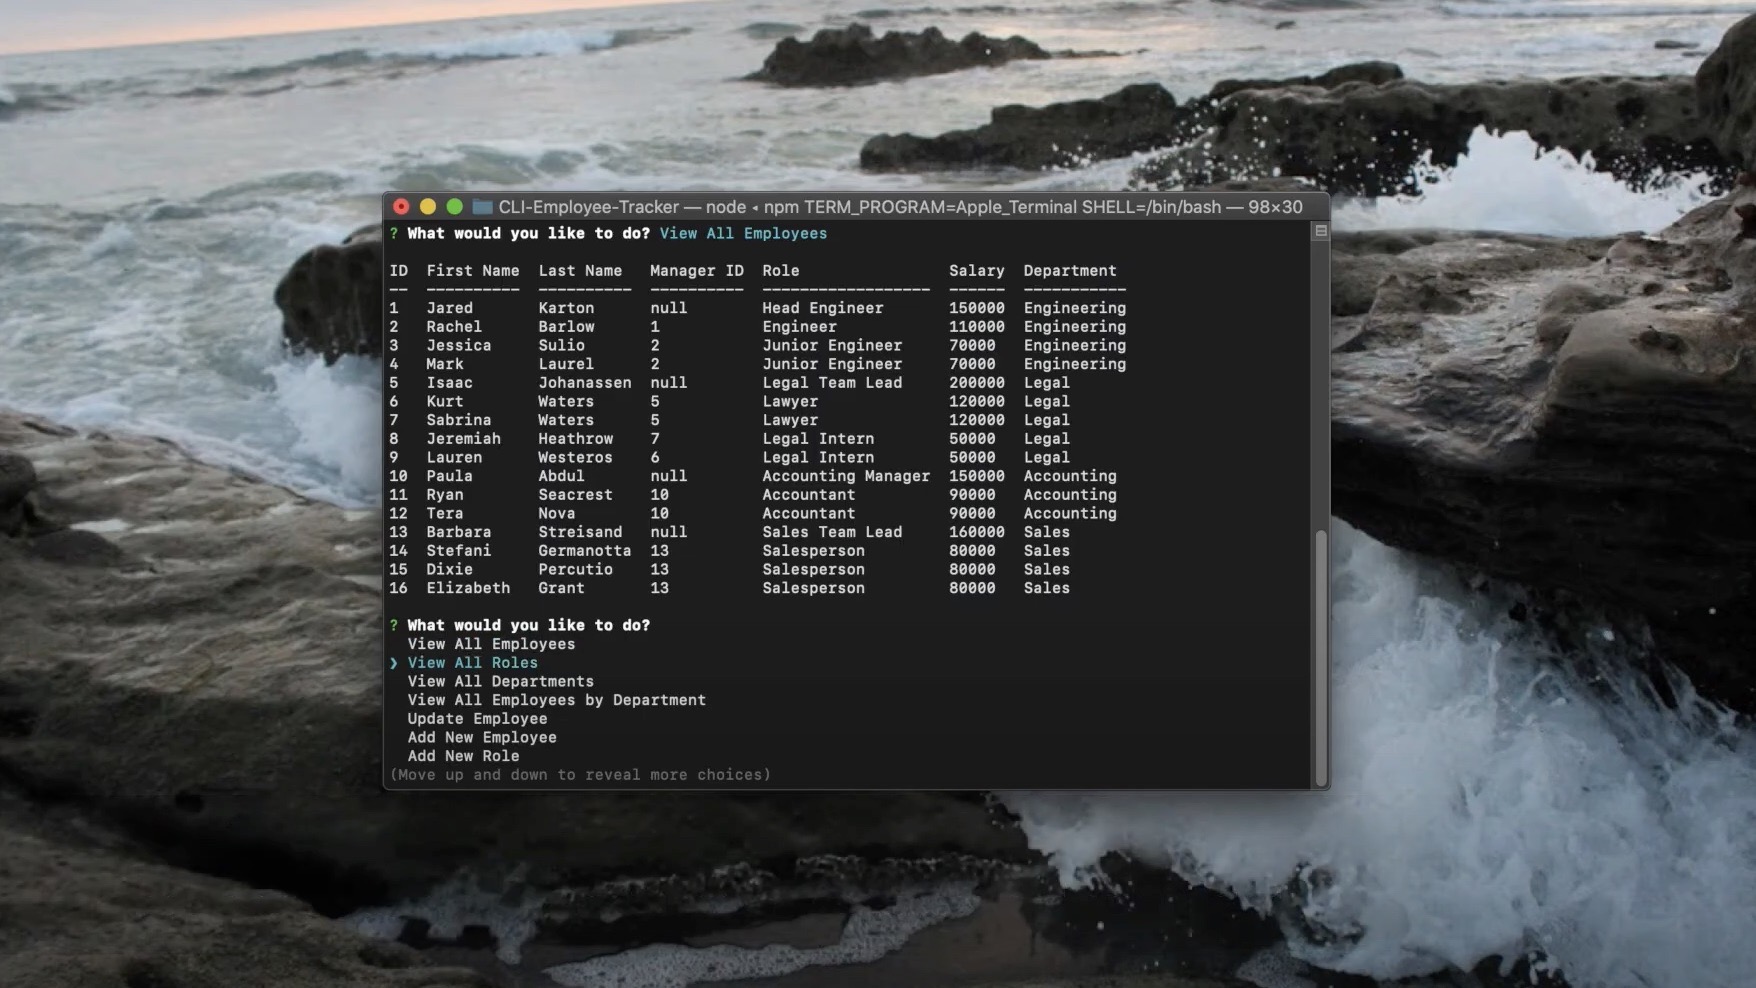 CLI-Employee-Tracker — node ◂ npm TERM_PROGRAM=Apple_Terminal SHELL=/bin/bash — 98×30
? What would you like to do? View All Employees
ID First Name Last Name Manager ID Role Salary Department
-- ---------- ---------- ---------- ------------------ ------ -----------
1 Jared Karton null Head Engineer 150000 Engineering
2 Rachel Barlow 1 Engineer 110000 Engineering
3 Jessica Sulio 2 Junior Engineer 70000 Engineering
4 Mark Laurel 2 Junior Engineer 70000 Engineering
5 Isaac Johanassen null Legal Team Lead 200000 Legal
6 Kurt Waters 5 Lawyer 120000 Legal
7 Sabrina Waters 5 Lawyer 120000 Legal
8 Jeremiah Heathrow 7 Legal Intern 50000 Legal
9 Lauren Westeros 6 Legal Intern 50000 Legal
10 Paula Abdul null Accounting Manager 150000 Accounting
11 Ryan Seacrest 10 Accountant 90000 Accounting
12 Tera Nova 10 Accountant 90000 Accounting
13 Barbara Streisand null Sales Team Lead 160000 Sales
14 Stefani Germanotta 13 Salesperson 80000 Sales
15 Dixie Percutio 13 Salesperson 80000 Sales
16 Elizabeth Grant 13 Salesperson 80000 Sales
? What would you like to do?
View All Employees
❯ View All Roles
View All Departments
View All Employees by Department
Update Employee
Add New Employee
Add New Role
(Move up and down to reveal more choices)